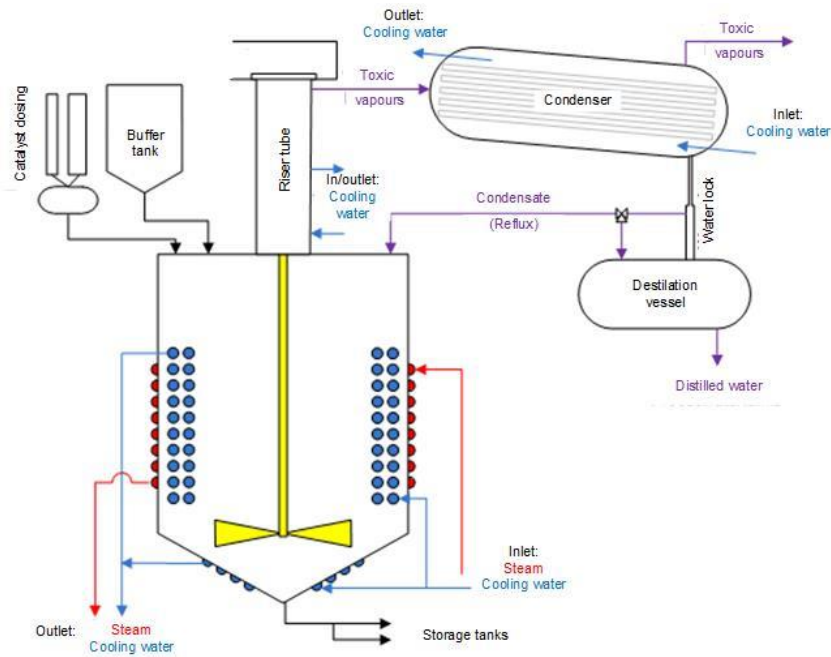 Outlet:
Cooling water
Toxic
vapours
Toxic
vapours
Condenser
Inlet:
Cooling water
Catalyst dosing
Buffer
tank
Riser tube
In/outlet:
Cooling
water
Condensate
(Reflux)
Water lock
Destilation
vessel
Distilled water
Inlet:
Steam
Cooling water
Outlet:
Steam
Cooling water
Storage tanks